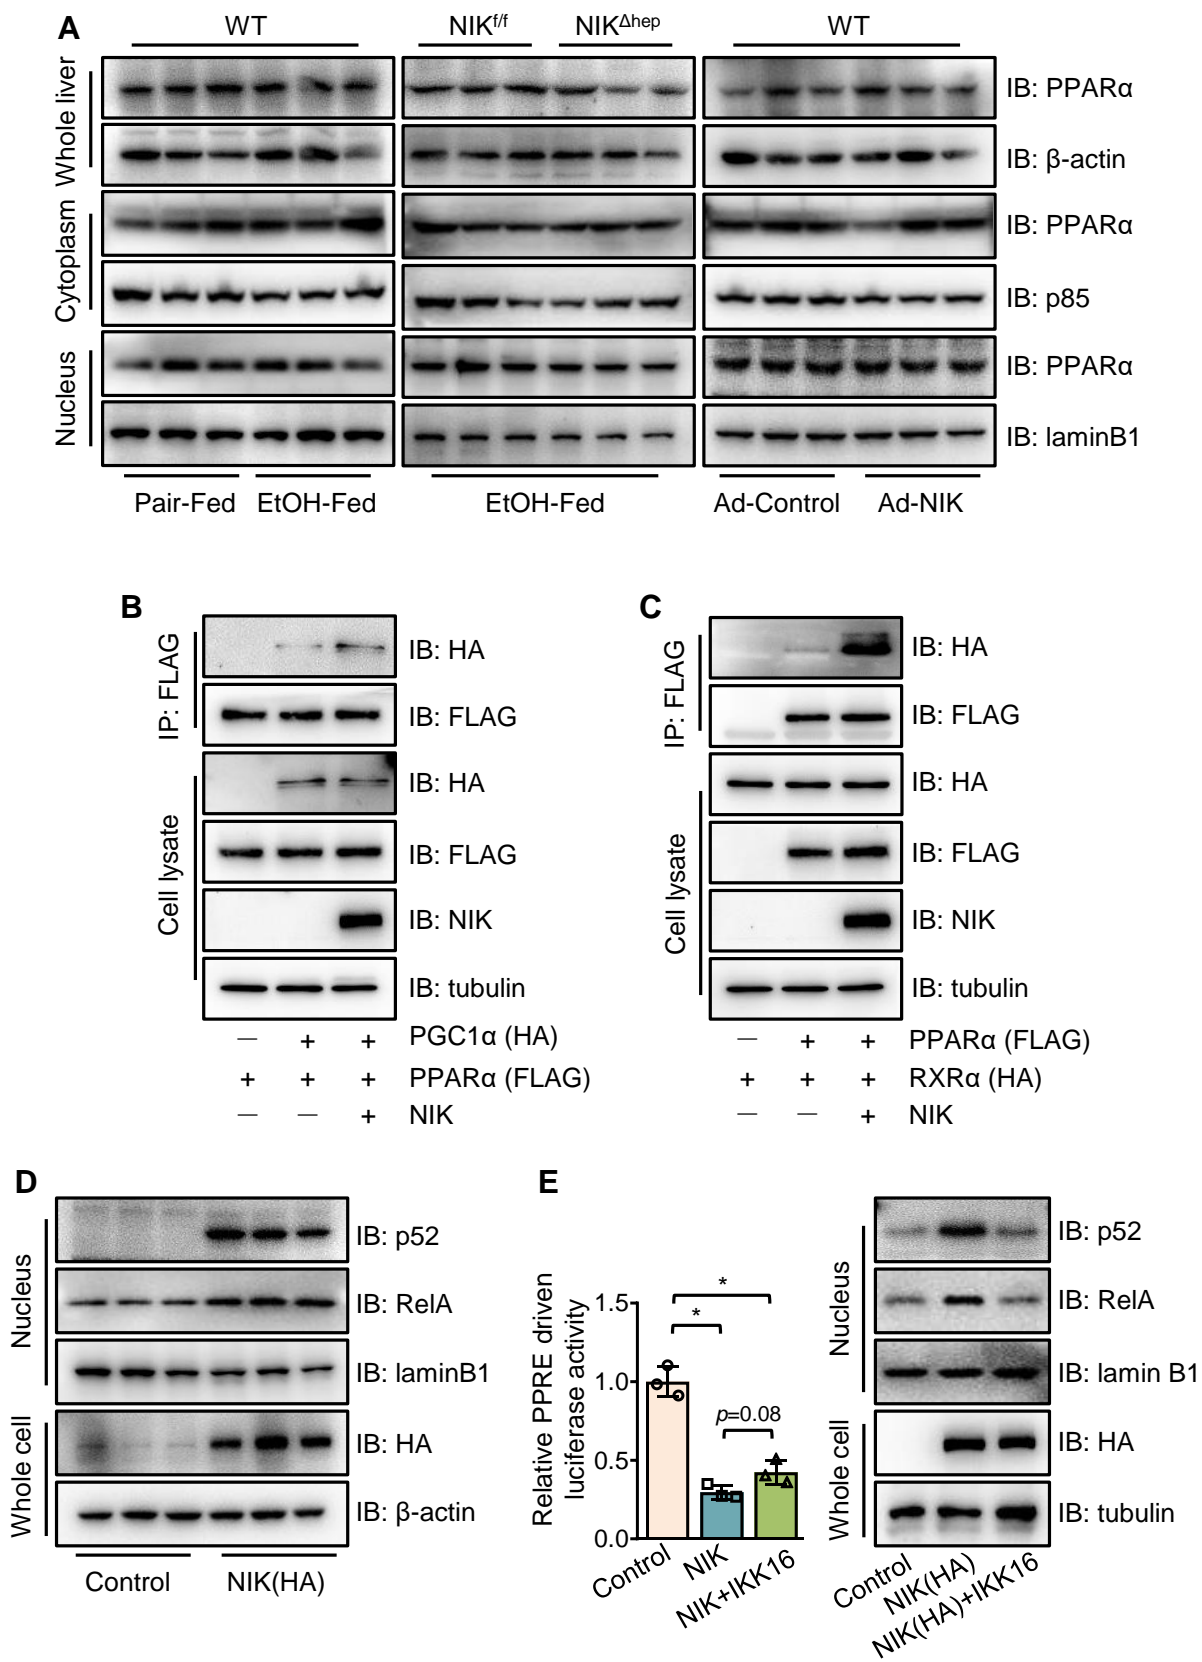 A
WT
NIKf/f
NIKΔhep
WT
Whole liver
IB: PPARα
IB: β-actin
Cytoplasm
IB: PPARα
IB: p85
Nucleus
IB: PPARα
IB: laminB1
Pair-Fed
EtOH-Fed
EtOH-Fed
Ad-Control
Ad-NIK
B
IP: FLAG
IB: HA
IB: FLAG
Cell lysate
IB: HA
IB: FLAG
IB: NIK
IB: tubulin
— + + PGC1α (HA)
+ + + PPARα (FLAG)
— — + NIK
C
IP: FLAG
IB: HA
IB: FLAG
Cell lysate
IB: HA
IB: FLAG
IB: NIK
IB: tubulin
— + + PPARα (FLAG)
+ + + RXRα (HA)
— — + NIK
D
Nucleus
IB: p52
IB: RelA
IB: laminB1
Whole cell
IB: HA
IB: β-actin
Control
NIK(HA)
E
Relative PPRE driven
luciferase activity
1.5
1.0
0.5
0.0
*
*
p=0.08
Control
NIK
NIK+IKK16
Nucleus
IB: p52
IB: RelA
IB: lamin B1
Whole cell
IB: HA
IB: tubulin
Control
NIK(HA)
NIK(HA)+IKK16